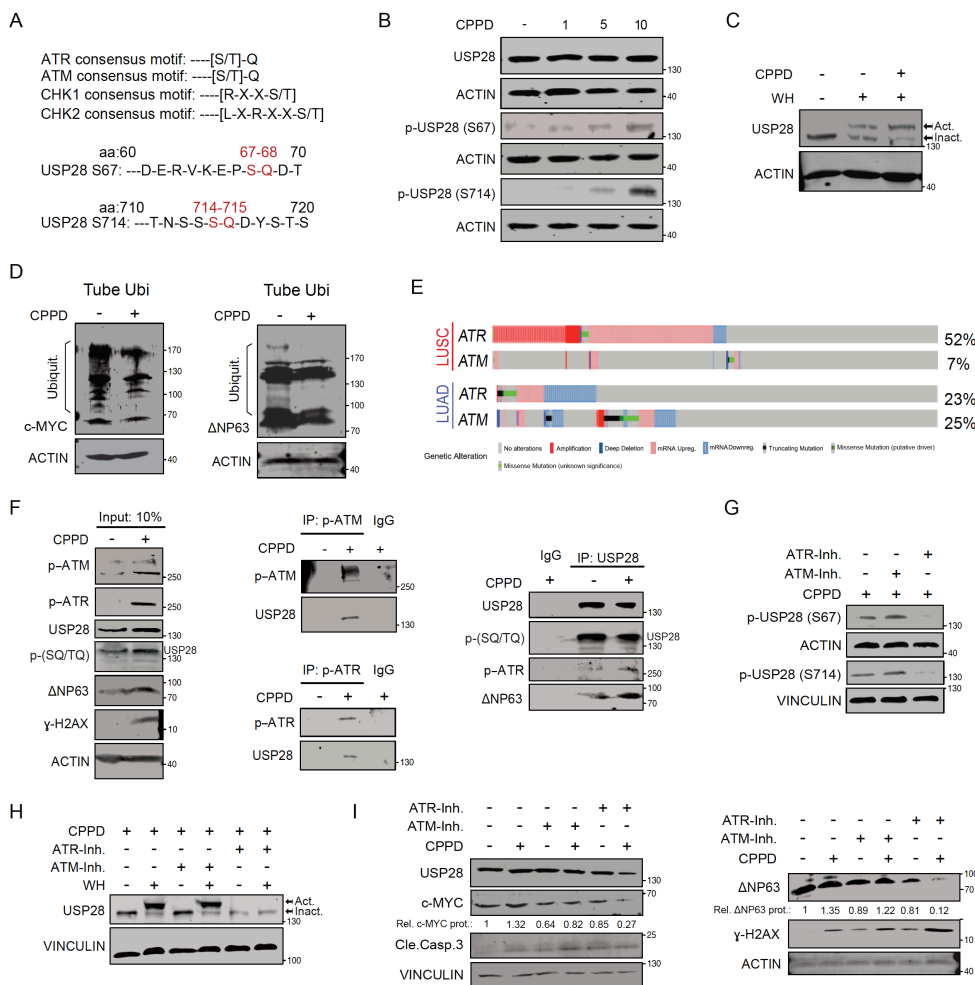 A
ATR consensus motif: ----[S/T]-Q
ATM consensus motif: ----[S/T]-Q
CHK1 consensus motif: ----[R-X-X-S/T]
CHK2 consensus motif: ----[L-X-R-X-X-S/T]
aa:60 67-68 70
USP28 S67: ---D-E-R-V-K-E-P-S-Q-D-T
aa:710 714-715 720
USP28 S714: ---T-N-S-S-S-Q-D-Y-S-T-S
B
CPPD - 1 5 10
USP28
130
ACTIN
40
p-USP28 (S67)
130
ACTIN
40
p-USP28 (S714)
130
ACTIN
40
C
CPPD - - +
WH - + +
USP28
Act.
Inact.
130
ACTIN
40
D
Tube Ubi
CPPD - +
Ubiquit.
170
130
100
70
c-MYC
55
ACTIN
40
Tube Ubi
CPPD - +
Ubiquit.
170
130
100
70
ΔNP63
ACTIN
40
E
LUSC
ATR 52%
ATM 7%
LUAD
ATR 23%
ATM 25%
Genetic Alteration
No alterations Amplification Deep Deletion mRNA Upreg. mRNA Downreg. Truncating Mutation Missense Mutation (putative driver)
Missense Mutation (unknown significance)
F
Input: 10%
CPPD - +
p-ATM
250
p-ATR
250
USP28
130
p-(SQ/TQ)
USP28
130
ΔNP63
100
70
ɣ-H2AX
10
ACTIN
40
IP: p-ATM IgG
CPPD - + +
p-ATM
250
USP28
130
IP: p-ATR IgG
CPPD - + +
p-ATR
USP28
130
IgG IP: USP28
CPPD + - +
USP28
130
p-(SQ/TQ)
USP28
130
p-ATR
250
ΔNP63
100
70
G
ATR-Inh. - - +
ATM-Inh. - + -
CPPD + + +
p-USP28 (S67)
130
ACTIN
40
p-USP28 (S714)
130
VINCULIN
100
H
CPPD + + + + + +
ATR-Inh. - - - - + +
ATM-Inh. - - + + - -
WH - + - + - +
USP28
Act.
Inact.
130
VINCULIN
100
I
ATR-Inh. - - - - + +
ATM-Inh. - - + + - -
CPPD - + - + - +
USP28
130
c-MYC
70
55
Rel. c-MYC prot.: 1 1.32 0.64 0.82 0.85 0.27
Cle.Casp.3
25
VINCULIN
130
ATR-Inh. - - - - + +
ATM-Inh. - - + + - -
CPPD - + - + - +
ΔNP63
100
70
Rel. ΔNP63 prot.: 1 1.35 0.89 1.22 0.81 0.12
ɣ-H2AX
10
ACTIN
40